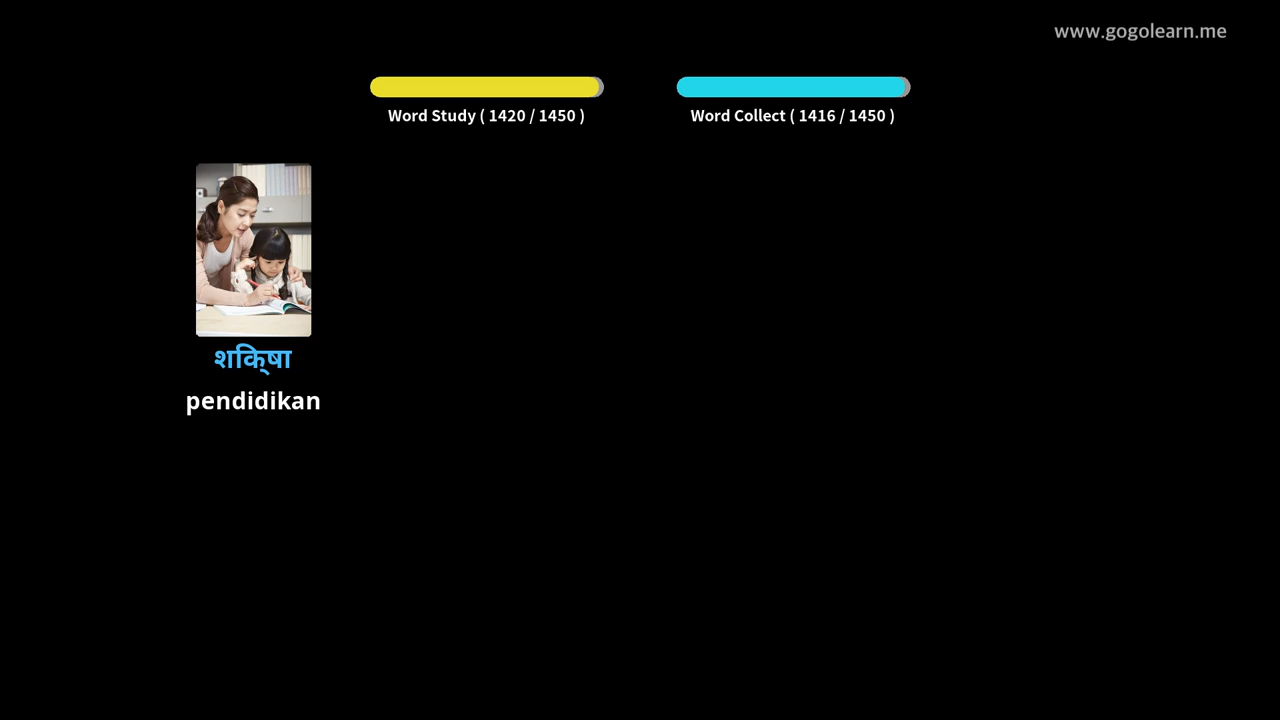 www.gogolearn.me
Word Study ( 1420 / 1450 )
Word Collect ( 1416 / 1450 )
शकि्षा
pendidikan